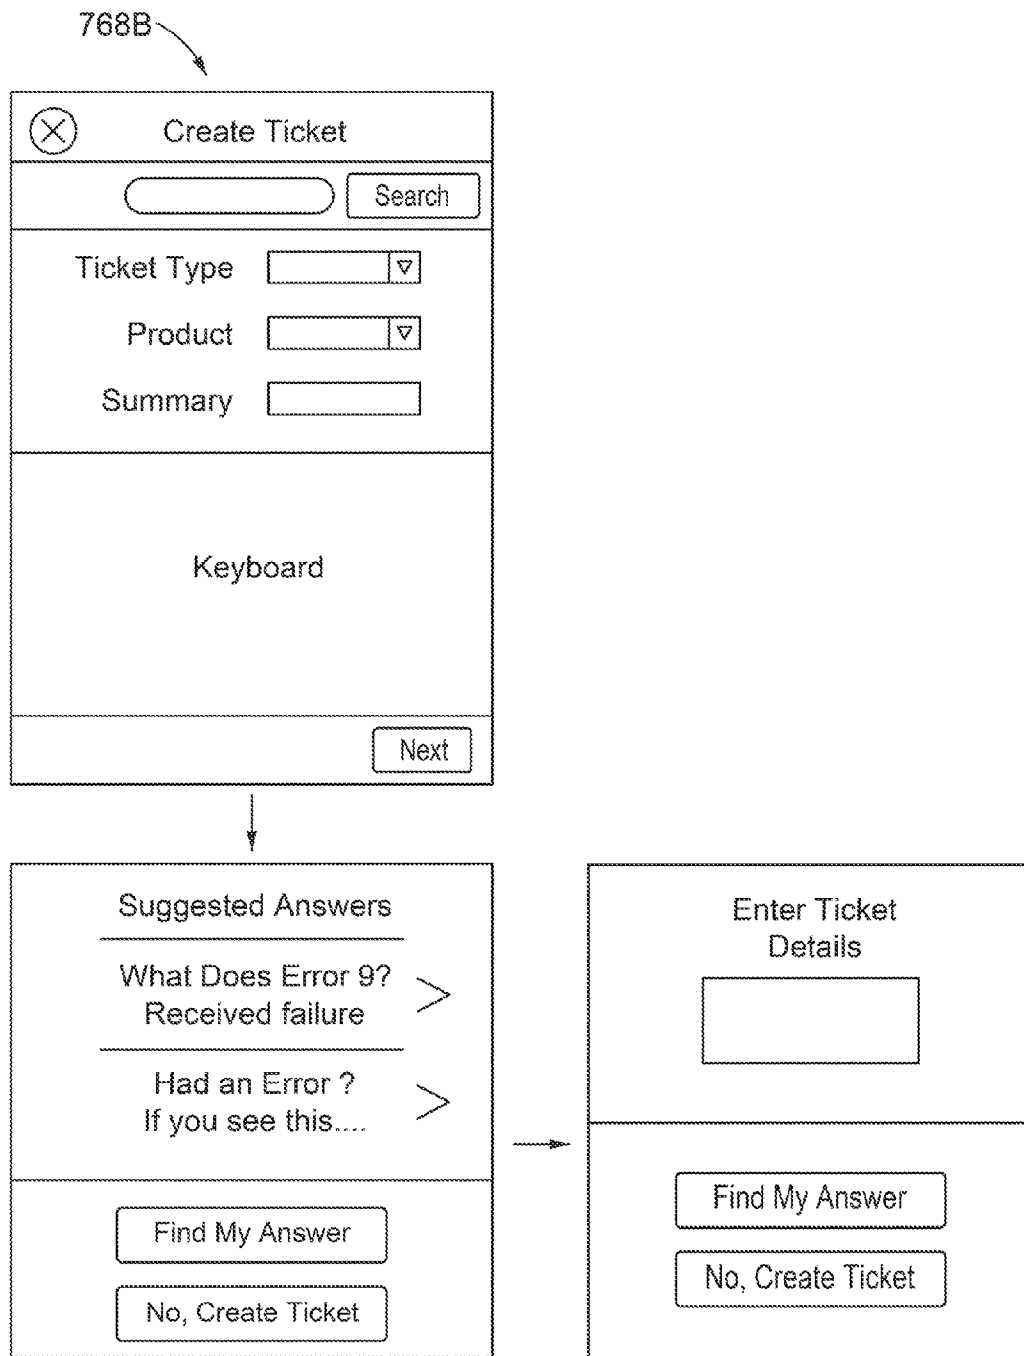 768B
Create Ticket
Search
Ticket Type
Product
Summary
Keyboard
Next
Suggested Answers
What Does Error 9?
Received failure
Had an Error ?
If you see this....
Find My Answer
No, Create Ticket
Enter Ticket
Details
Find My Answer
No, Create Ticket